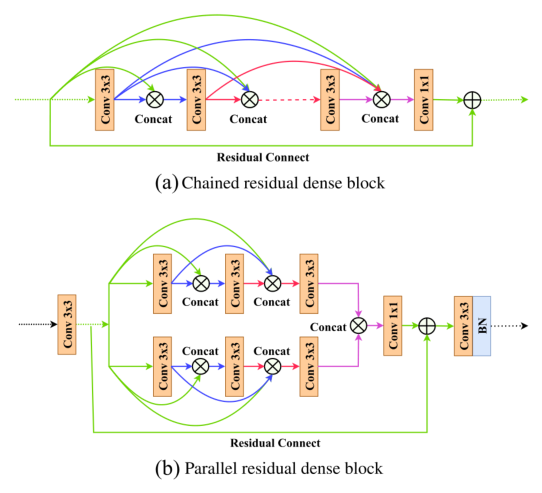 Conv 3x3
Concat
Conv 3x3
Concat
Conv 3x3
Concat
Conv 1x1
Residual Connect
(a) Chained residual dense block
Conv 3x3
Conv 3x3
Concat
Conv 3x3
Concat
Conv 3x3
Concat
Conv 1x1
Conv 3x3
BN
Conv 3x3
Concat
Conv 3x3
Concat
Conv 3x3
Residual Connect
(b) Parallel residual dense block